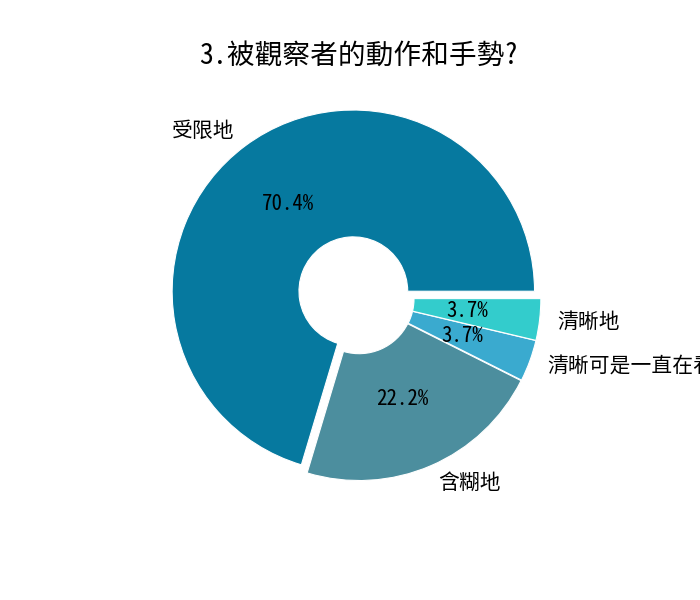 3.被觀察者的動作和手勢?
受限地
70.4%
3.7%
清晰地
3.7%
清晰可是一直在
22.2%
含糊地